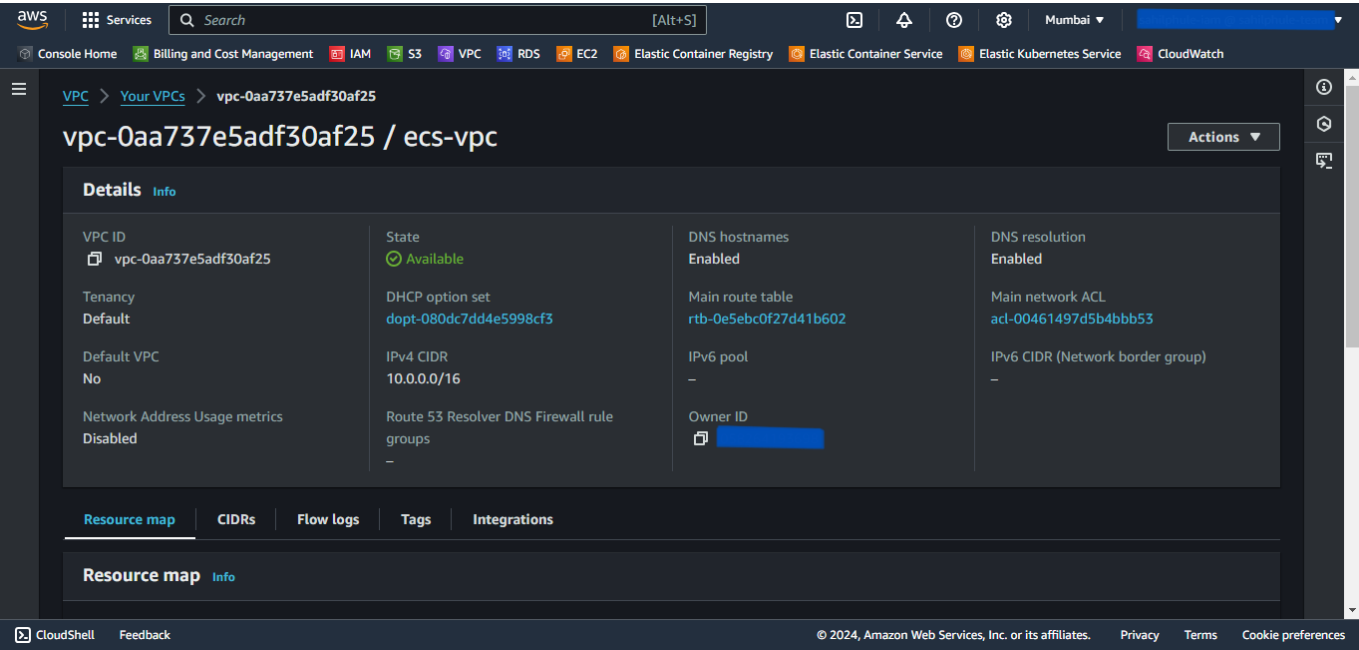 aws Services Search [Alt+S] Mumbai
Console Home Billing and Cost Management IAM S3 VPC RDS EC2 Elastic Container Registry Elastic Container Service Elastic Kubernetes Service CloudWatch
VPC > Your VPCs > vpc-0aa737e5adf30af25
vpc-0aa737e5adf30af25 / ecs-vpc
Actions
Details Info
VPC ID State DNS hostnames DNS resolution
vpc-0aa737e5adf30af25 Available Enabled Enabled
Tenancy DHCP option set Main route table Main network ACL
Default dopt-080dc7dd4e5998cf3 rtb-0e5ebc0f27d41b602 acl-00461497d5b4bbb53
Default VPC IPv4 CIDR IPv6 pool IPv6 CIDR (Network border group)
No 10.0.0.0/16 – –
Network Address Usage metrics Route 53 Resolver DNS Firewall rule Owner ID
Disabled groups
–
Resource map CIDRs Flow logs Tags Integrations
Resource map Info
CloudShell Feedback © 2024, Amazon Web Services, Inc. or its affiliates. Privacy Terms Cookie preferences